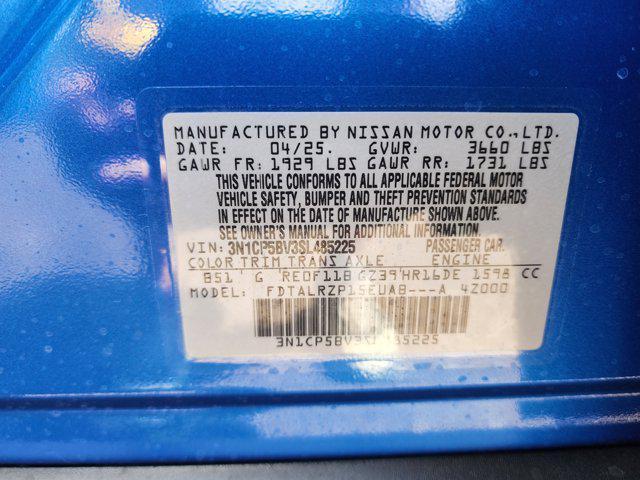 MANUFACTURED BY NISSAN MOTOR CO.,LTD.
DATE: 04/25. GVWR: 3660 LBS
GAWR FR: 1929 LBS GAWR RR: 1731 LBS
THIS VEHICLE CONFORMS TO ALL APPLICABLE FEDERAL MOTOR
VEHICLE SAFETY, BUMPER AND THEFT PREVENTION STANDARDS
IN EFFECT ON THE DATE OF MANUFACTURE SHOWN ABOVE.
SEE OWNER'S MANUAL FOR ADDITIONAL INFORMATION
VIN: 3N1CP5BV3SL485225 PASSENGER CAR.
COLOR TRIM TRANS AXLE ENGINE
B51' G 'RE0F11B GZ39'HR16DE 1598 CC
MODEL: FDTALRZP15EUAB---A 4Z000